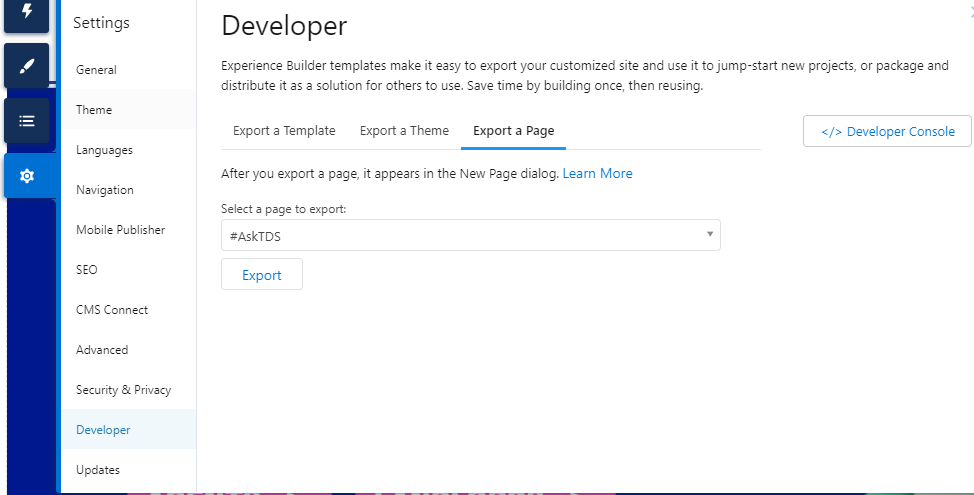 Settings
General
Theme
Languages
Navigation
Mobile Publisher
SEO
CMS Connect
Advanced
Security & Privacy
Developer
Updates
Developer
Experience Builder templates make it easy to export your customized site and use it to jump-start new projects, or package and
distribute it as a solution for others to use. Save time by building once, then reusing.
Export a Template Export a Theme Export a Page
</> Developer Console
After you export a page, it appears in the New Page dialog. Learn More
Select a page to export:
#AskTDS
Export